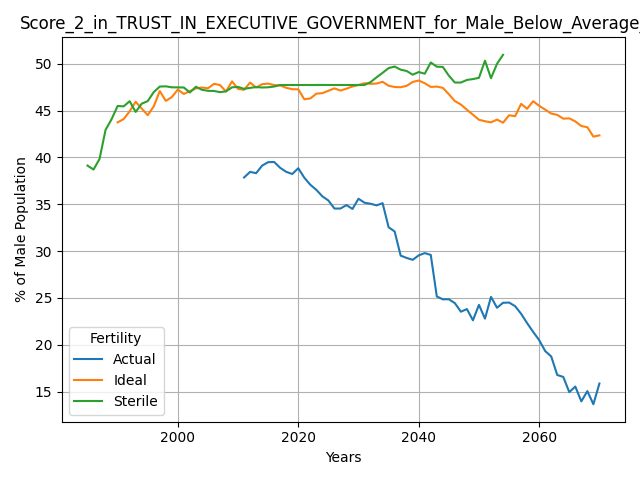 Score_2_in_TRUST_IN_EXECUTIVE_GOVERNMENT_for_Male_Below_Average_
% of Male Population
50
45
40
35
30
25
20
15
Fertility
Actual
Ideal
Sterile
2000 2020 2040 2060
Years